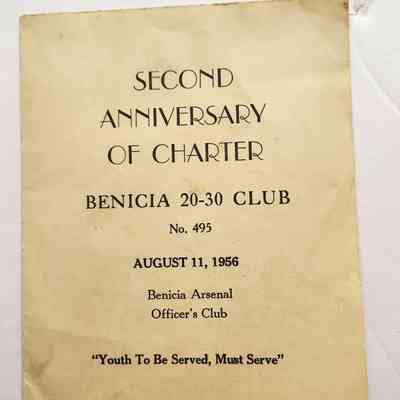 SECOND
ANNIVERSARY
OF CHARTER
BENICIA 20-30 CLUB
No. 495
AUGUST 11, 1956
Benicia Arsenal
Officer's Club
"Youth To Be Served, Must Serve"